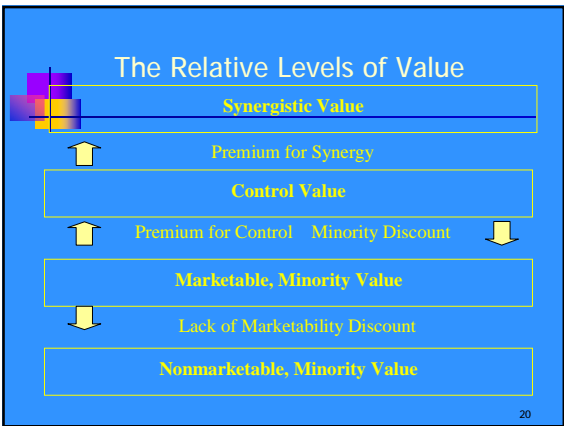 The Relative Levels of Value
Synergistic Value
Premium for Synergy
Control Value
Premium for Control Minority Discount
Marketable, Minority Value
Lack of Marketability Discount
Nonmarketable, Minority Value
20